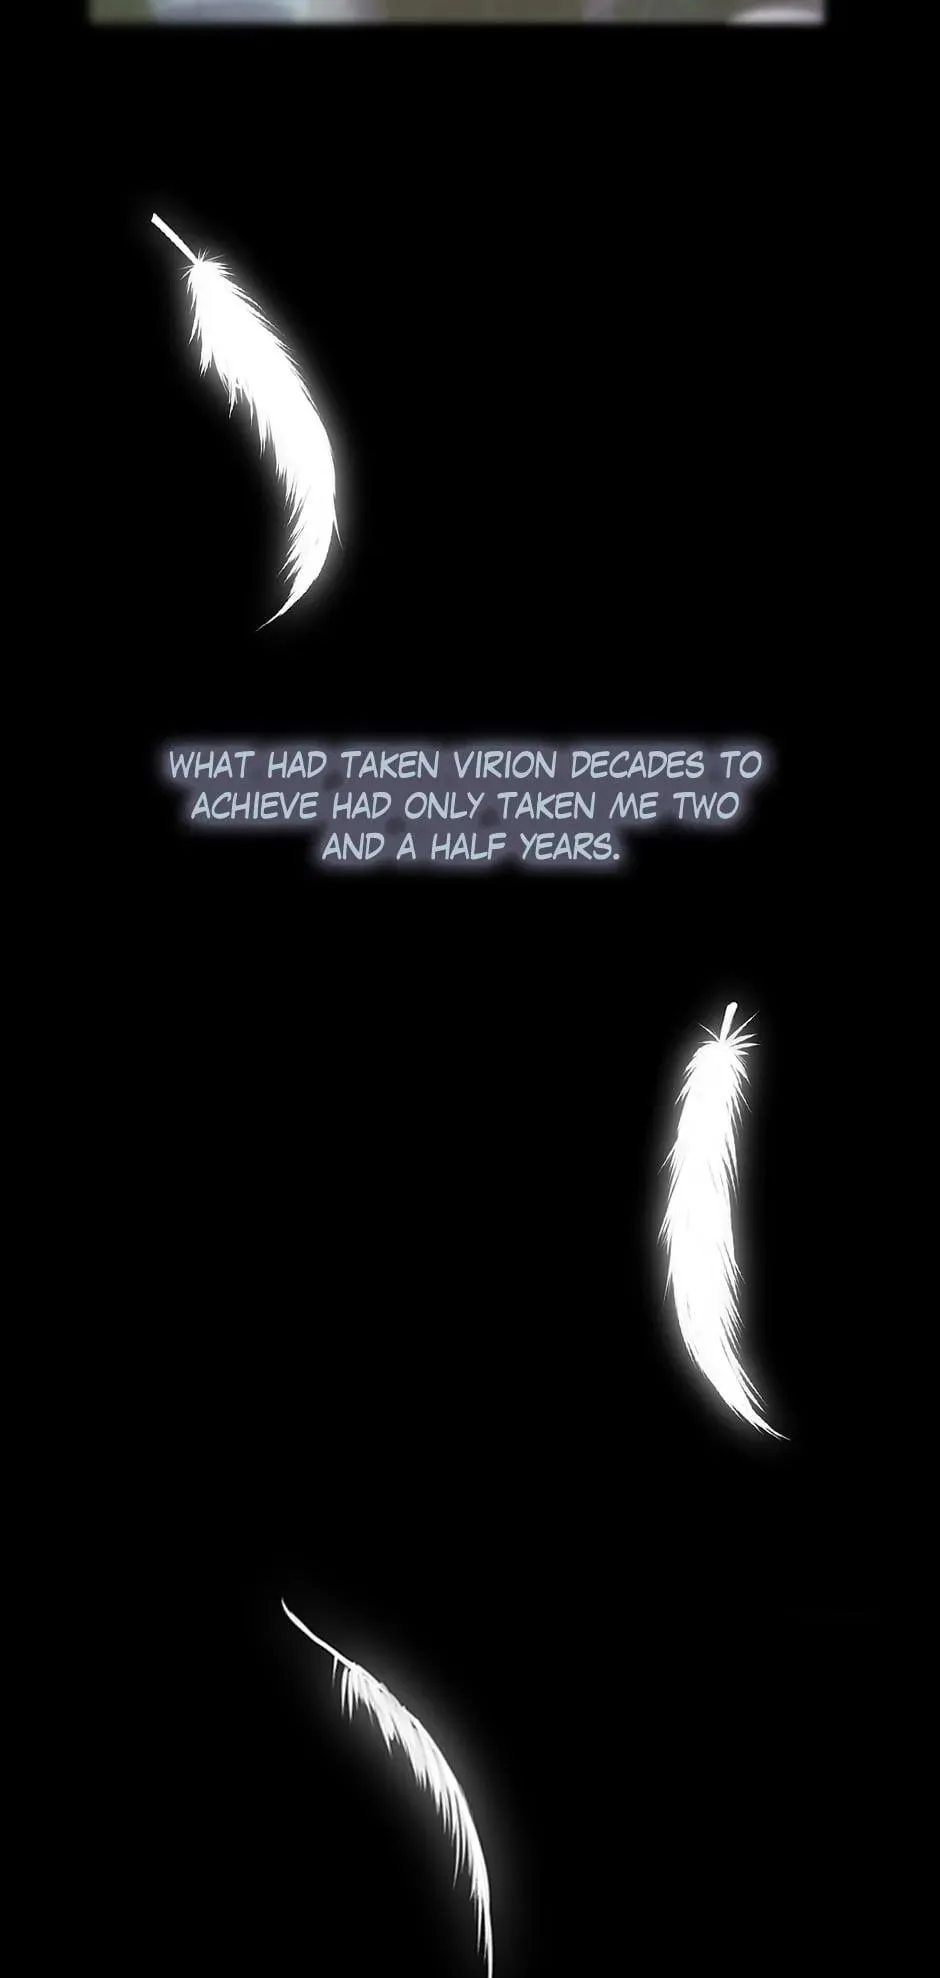 WHAT HAD TAKEN VIRION DECADES TO
ACHIEVE HAD ONLY TAKEN ME TWO
AND A HALF YEARS.